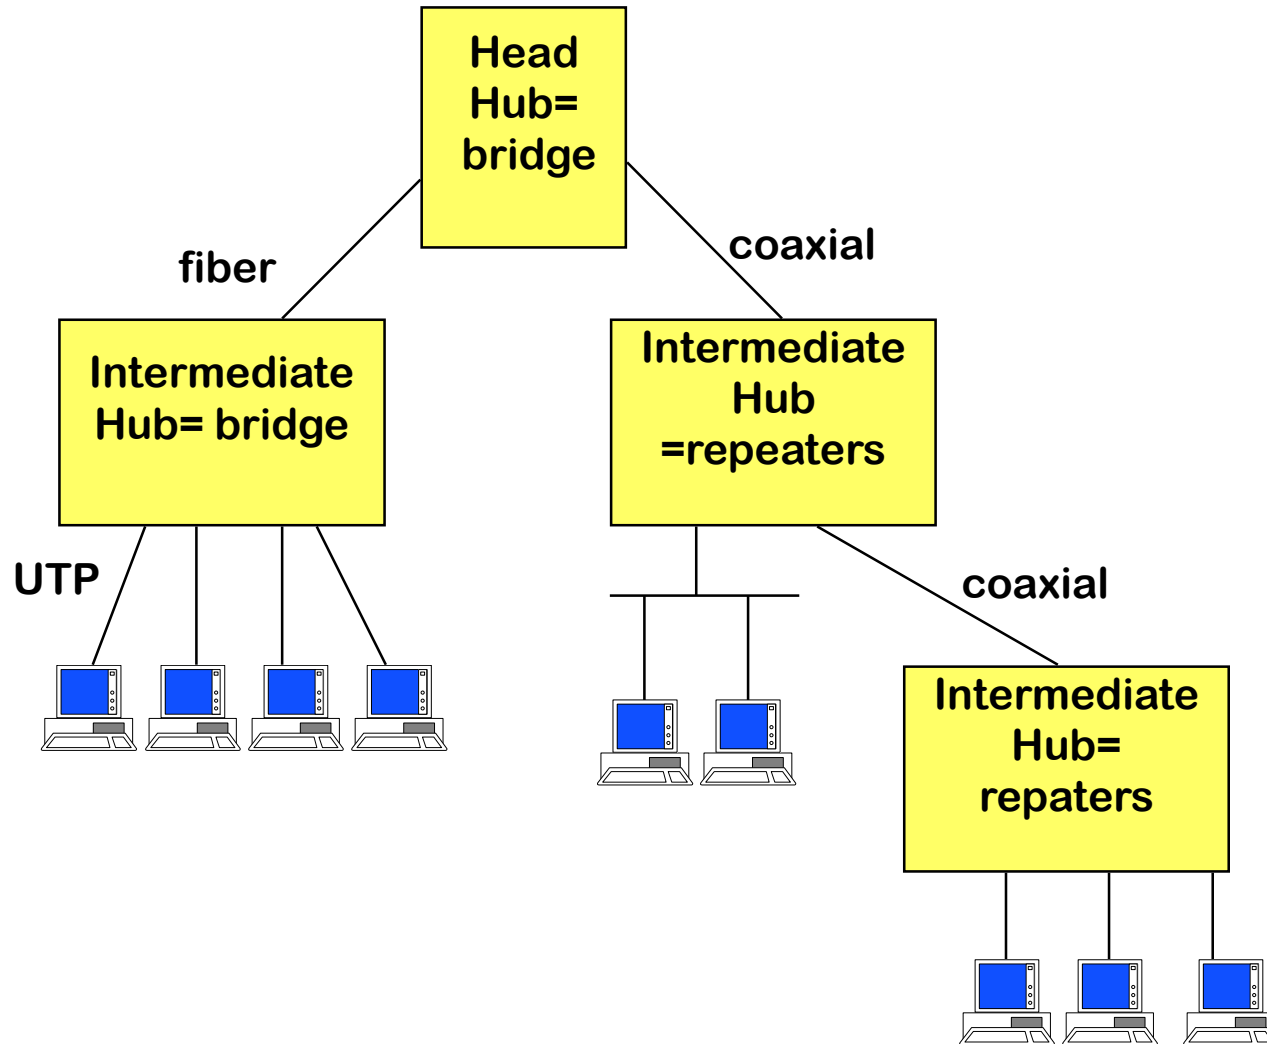 Head
Hub=
bridge
fiber
coaxial
Intermediate
Hub= bridge
Intermediate
Hub
=repeaters
UTP
coaxial
Intermediate
Hub=
repaters